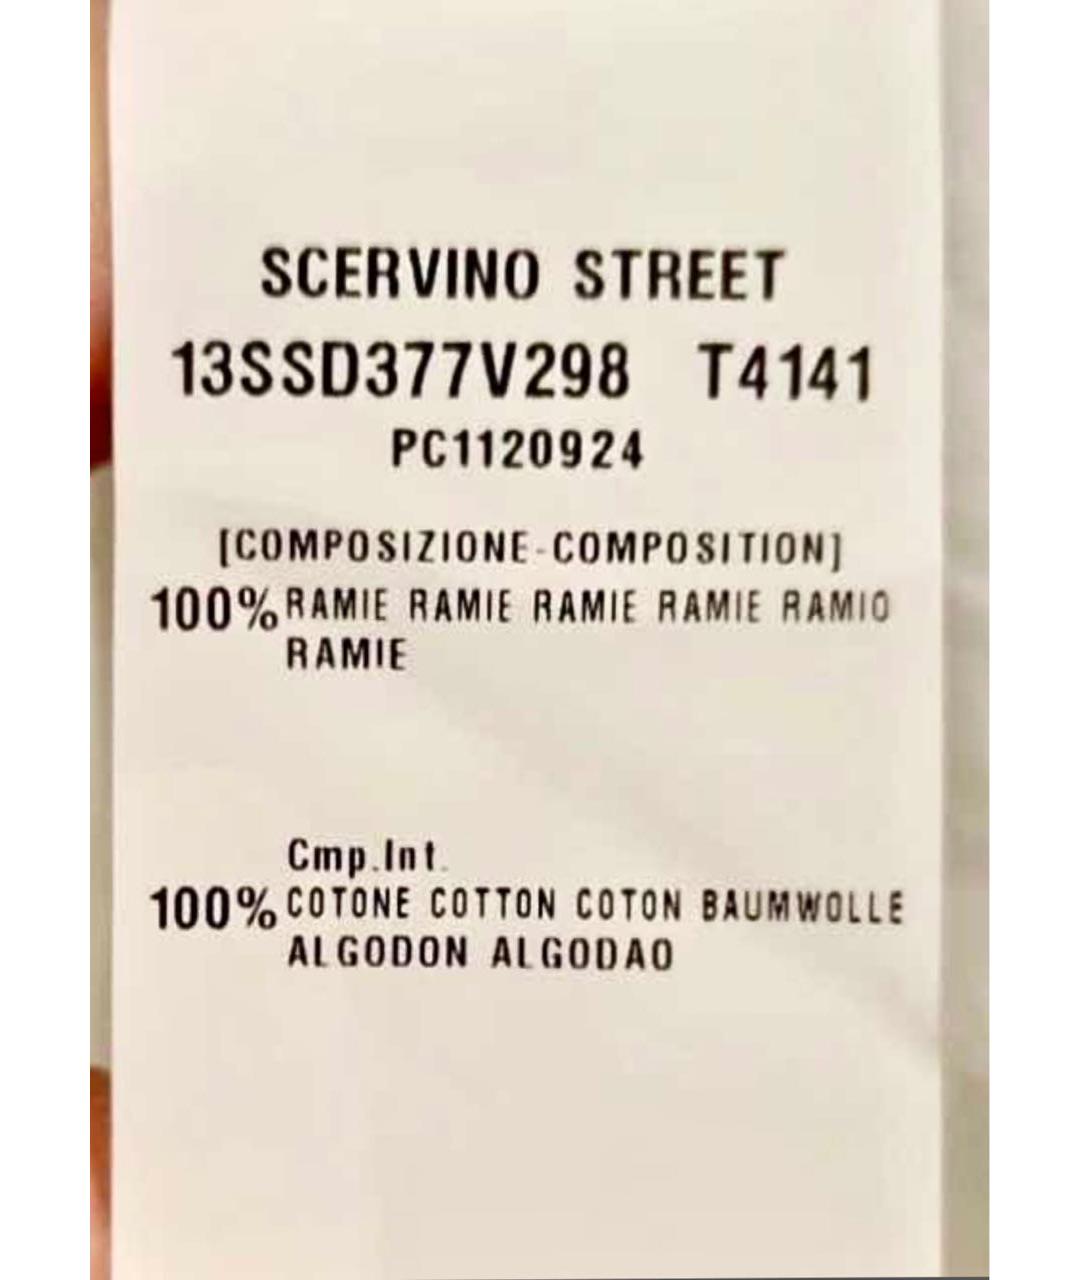 SCERVINO STREET
13SSD377V298 T4141
PC1120924
[COMPOSIZIONE-COMPOSITION]
100% RAMIE RAMIE RAMIE RAMIE RAMIO
RAMIE
Cmp.Int.
100% COTONE COTTON COTON BAUMWOLLE
ALGODON ALGODAO